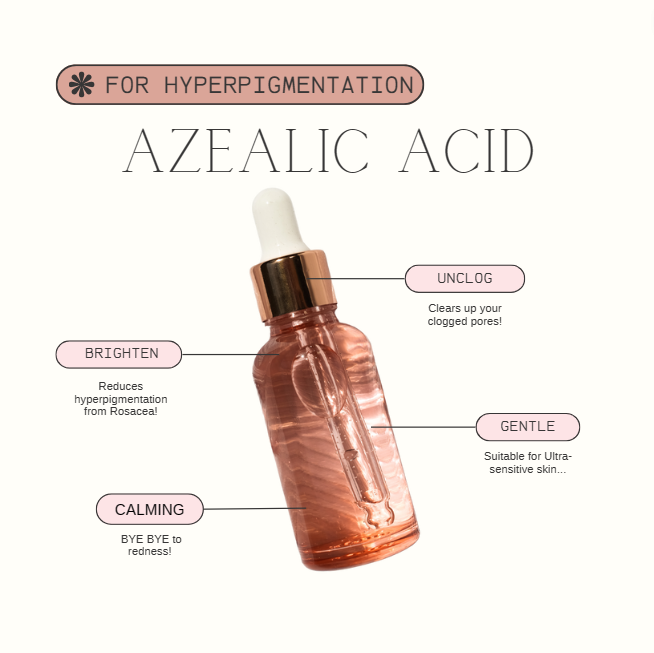 FOR HYPERPIGMENTATION
AZEALIC ACID
UNCLOG
Clears up your
clogged pores!
BRIGHTEN
Reduces
hyperpigmentation
from Rosacea!
GENTLE
Suitable for Ultra-
sensitive skin...
CALMING
BYE BYE to
redness!